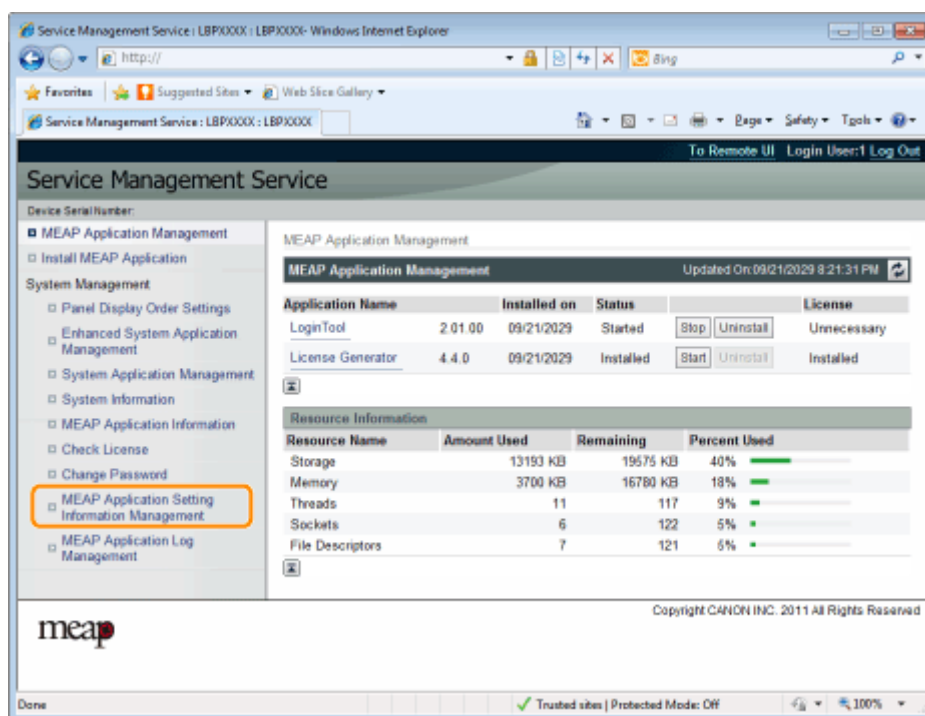 Service Management Service : LBPXXXX : LBPXXXX- Windows Internet Explorer
http://
Bing
Favorites Suggested Sites Web Slice Gallery
Service Management Service : LBPXXXX : LBPXXXX
Page Safety Tools
To Remote UI Login User:1 Log Out
Service Management Service
Device Serial Number:
MEAP Application Management
Install MEAP Application
System Management
Panel Display Order Settings
Enhanced System Application
Management
System Application Management
System Information
MEAP Application Information
Check License
Change Password
MEAP Application Setting
Information Management
MEAP Application Log
Management
MEAP Application Management
MEAP Application Management Updated On:09/21/2029 8:21:31 PM
Application Name Installed on Status License
LoginTool 2.01.00 09/21/2029 Started Stop Uninstall Unnecessary
License Generator 4.4.0 09/21/2029 Installed Start Uninstall Installed
Resource Information
Resource Name Amount Used Remaining Percent Used
Storage 13193 KB 19575 KB 40%
Memory 3700 KB 16780 KB 18%
Threads 11 117 9%
Sockets 6 122 5%
File Descriptors 7 121 6%
Copyright CANON INC. 2011 All Rights Reserved
meap
Done Trusted sites | Protected Mode: Off 100%